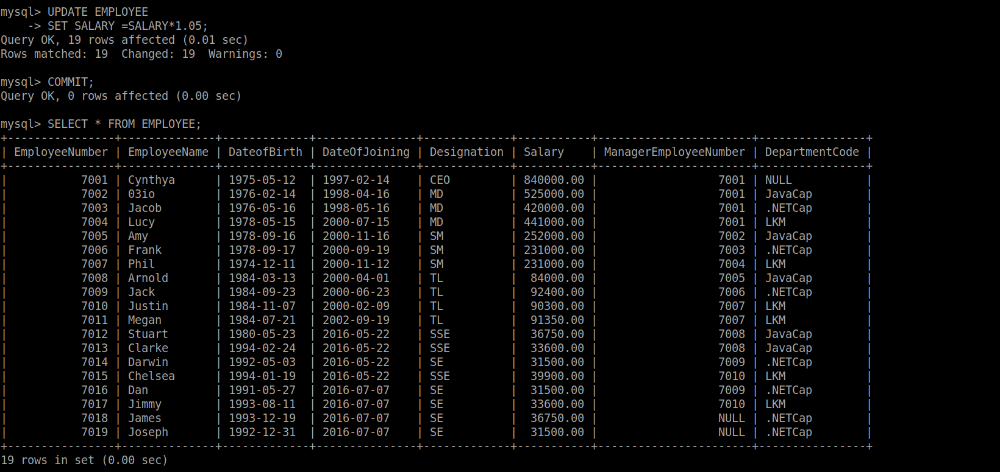 mysql> UPDATE EMPLOYEE
    -> SET SALARY =SALARY*1.05;
Query OK, 19 rows affected (0.01 sec)
Rows matched: 19  Changed: 19  Warnings: 0

mysql> COMMIT;
Query OK, 0 rows affected (0.00 sec)

mysql> SELECT * FROM EMPLOYEE;
+----------------+--------------+-------------+---------------+-------------+-----------+-----------------------+----------------+
| EmployeeNumber | EmployeeName | DateofBirth | DateOfJoining | Designation | Salary    | ManagerEmployeeNumber | DepartmentCode |
+----------------+--------------+-------------+---------------+-------------+-----------+-----------------------+----------------+
|           7001 | Cynthya      | 1975-05-12  | 1997-02-14    | CEO         | 840000.00 |                  7001 | NULL           |
|           7002 | 03io         | 1976-02-14  | 1998-04-16    | MD          | 525000.00 |                  7001 | JavaCap        |
|           7003 | Jacob        | 1976-05-16  | 1998-05-16    | MD          | 420000.00 |                  7001 | .NETCap        |
|           7004 | Lucy         | 1978-05-15  | 2000-07-15    | MD          | 441000.00 |                  7001 | LKM            |
|           7005 | Amy          | 1978-09-16  | 2000-11-16    | SM          | 252000.00 |                  7002 | JavaCap        |
|           7006 | Frank        | 1978-09-17  | 2000-09-19    | SM          | 231000.00 |                  7003 | .NETCap        |
|           7007 | Phil         | 1974-12-11  | 2000-11-12    | SM          | 231000.00 |                  7004 | LKM            |
|           7008 | Arnold       | 1984-03-13  | 2000-04-01    | TL          |  84000.00 |                  7005 | JavaCap        |
|           7009 | Jack         | 1984-09-23  | 2000-06-23    | TL          |  92400.00 |                  7006 | .NETCap        |
|           7010 | Justin       | 1984-11-07  | 2000-02-09    | TL          |  90300.00 |                  7007 | LKM            |
|           7011 | Megan        | 1984-07-21  | 2002-09-19    | TL          |  91350.00 |                  7007 | LKM            |
|           7012 | Stuart       | 1980-05-23  | 2016-05-22    | SSE         |  36750.00 |                  7008 | JavaCap        |
|           7013 | Clarke       | 1994-02-24  | 2016-05-22    | SSE         |  33600.00 |                  7008 | JavaCap        |
|           7014 | Darwin       | 1992-05-03  | 2016-05-22    | SE          |  31500.00 |                  7009 | .NETCap        |
|           7015 | Chelsea      | 1994-01-19  | 2016-05-22    | SSE         |  39900.00 |                  7010 | LKM            |
|           7016 | Dan          | 1991-05-27  | 2016-07-07    | SE          |  31500.00 |                  7009 | .NETCap        |
|           7017 | Jimmy        | 1993-08-11  | 2016-07-07    | SE          |  33600.00 |                  7010 | LKM            |
|           7018 | James        | 1993-12-19  | 2016-07-07    | SE          |  36750.00 |                  NULL | .NETCap        |
|           7019 | Joseph       | 1992-12-31  | 2016-07-07    | SE          |  31500.00 |                  NULL | .NETCap        |
+----------------+--------------+-------------+---------------+-------------+-----------+-----------------------+----------------+
19 rows in set (0.00 sec)